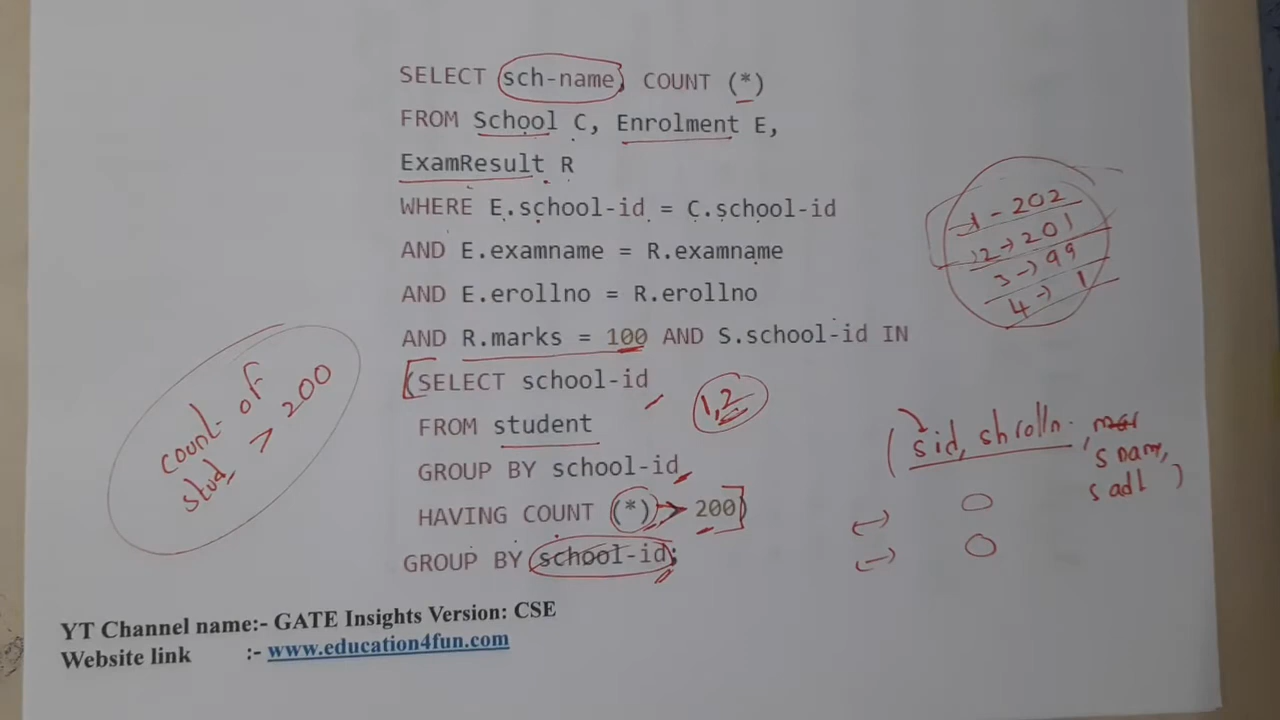 SELECT sch-name, COUNT (*)
FROM School C, Enrolment E,
ExamResult R
WHERE E.school-id = C.school-id
AND E.examname = R.examname
AND E.erollno = R.erollno
AND R.marks = 100 AND S.school-id IN
(SELECT school-id
FROM student
GROUP BY school-id
HAVING COUNT (*) > 200
GROUP BY school-id;
1 - 202
2 → 201
3 → 99
4 → 1
count of
stud > 200
1,2
(sid, shrolln,
snam,
sadl )
YT Channel name:- GATE Insights Version: CSE
Website link :- www.education4fun.com